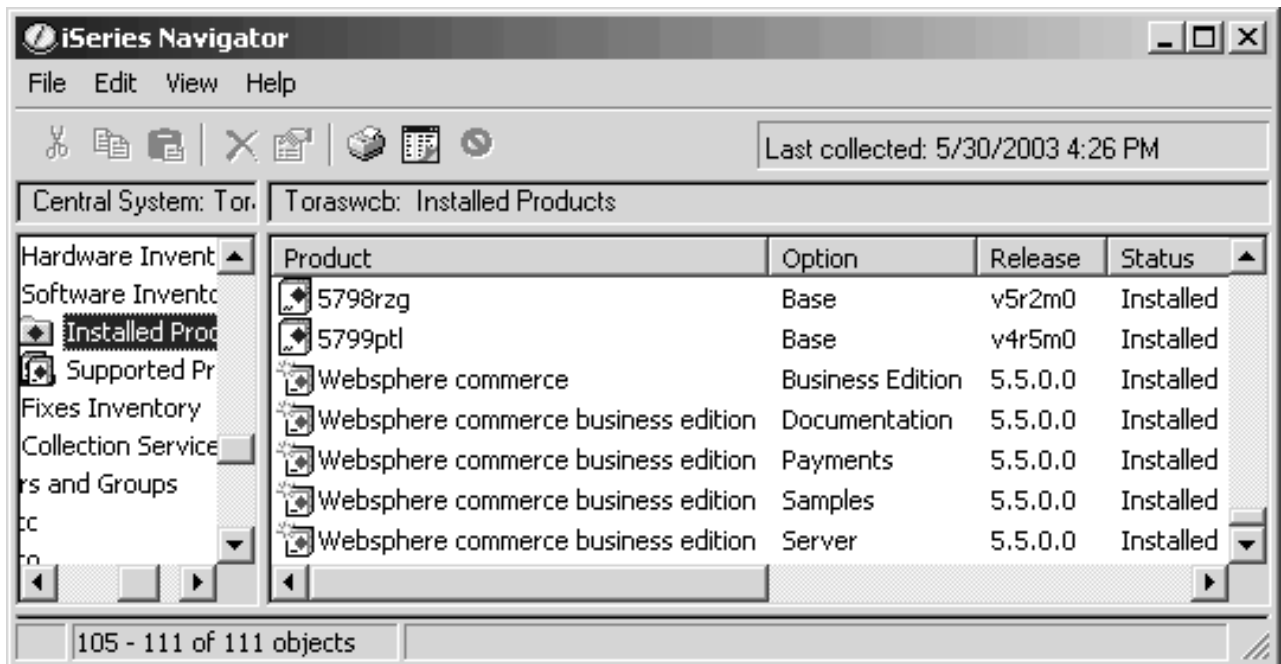 iSeries Navigator
File Edit View Help
Last collected: 5/30/2003 4:26 PM
Central System: Tor
Toraswcb: Installed Products
Hardware Invent
Software Invento
Installed Prod
Supported Pr
Fixes Inventory
Collection Service
rs and Groups
Product Option Release Status
5798rzg Base v5r2m0 Installed
5799ptl Base v4r5m0 Installed
Websphere commerce Business Edition 5.5.0.0 Installed
Websphere commerce business edition Documentation 5.5.0.0 Installed
Websphere commerce business edition Payments 5.5.0.0 Installed
Websphere commerce business edition Samples 5.5.0.0 Installed
Websphere commerce business edition Server 5.5.0.0 Installed
105 - 111 of 111 objects